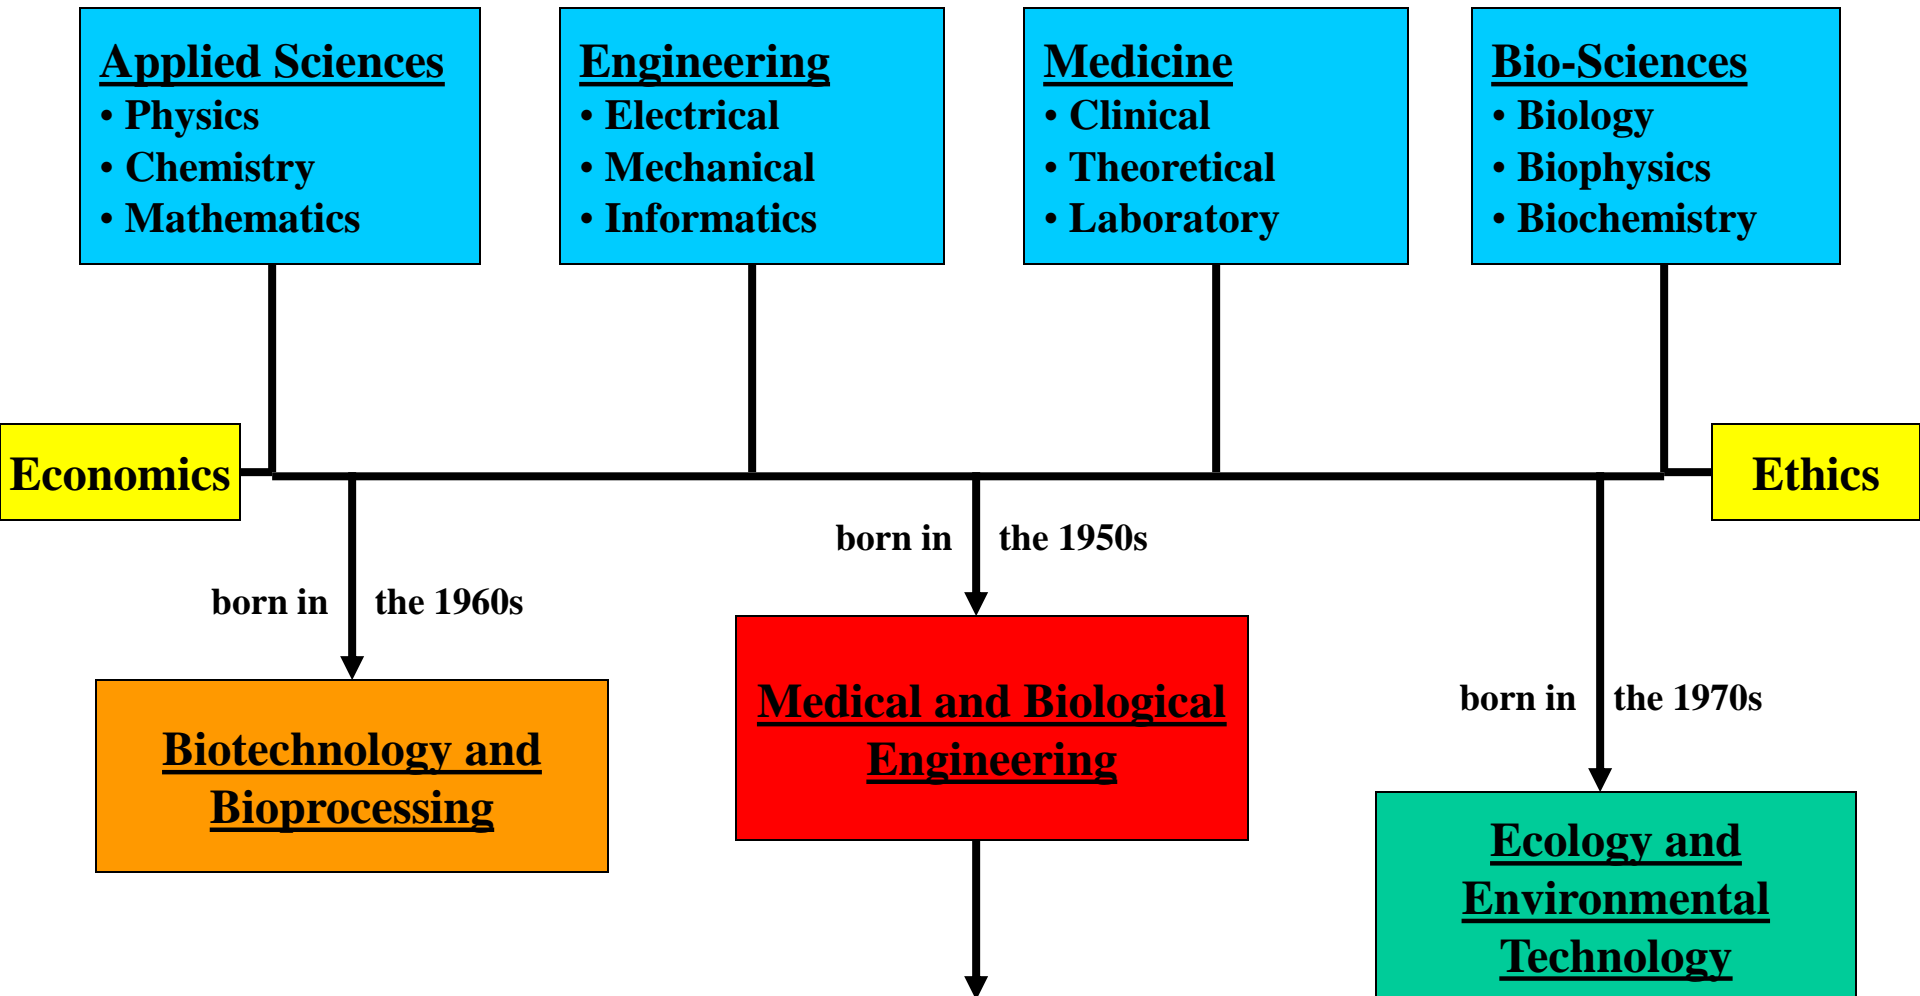 Applied Sciences
• Physics
• Chemistry
• Mathematics
Engineering
• Electrical
• Mechanical
• Informatics
Medicine
• Clinical
• Theoretical
• Laboratory
Bio-Sciences
• Biology
• Biophysics
• Biochemistry
Economics
Ethics
born in the 1960s
Biotechnology and
Bioprocessing
born in the 1950s
Medical and Biological
Engineering
born in the 1970s
Ecology and
Environmental
Technology